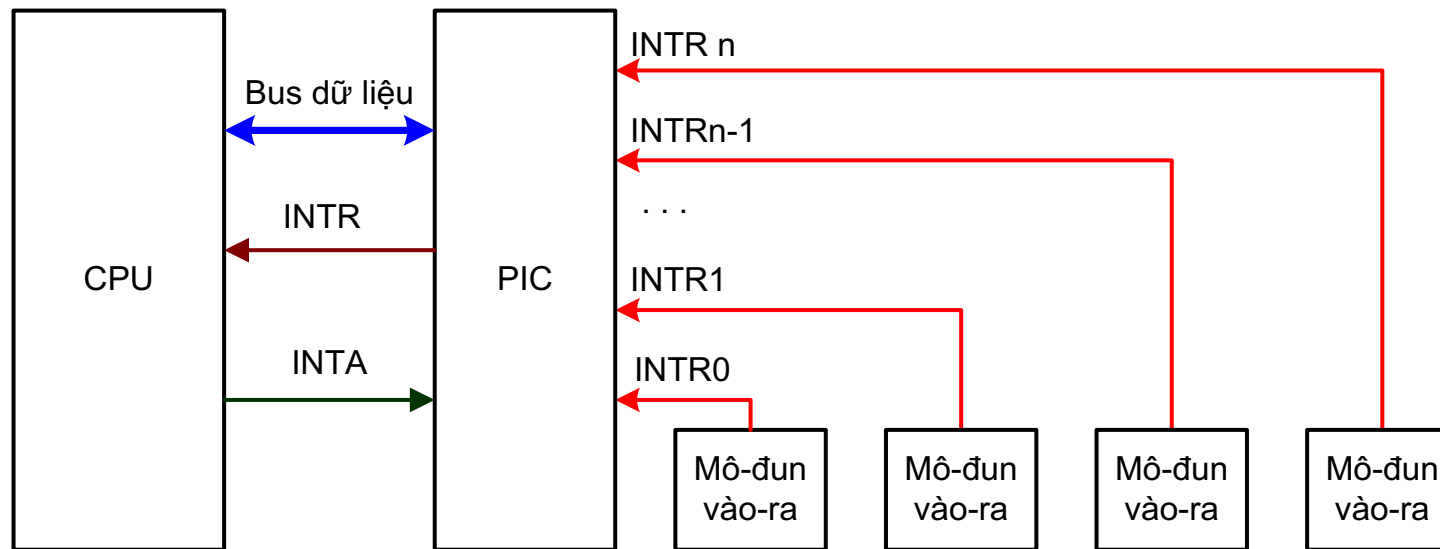 INTR n
Bus dữ liệu
INTRn-1
. . .
INTR
CPU
PIC
INTR1
INTA
INTR0
Mô-đun
vào-ra
Mô-đun
vào-ra
Mô-đun
vào-ra
Mô-đun
vào-ra